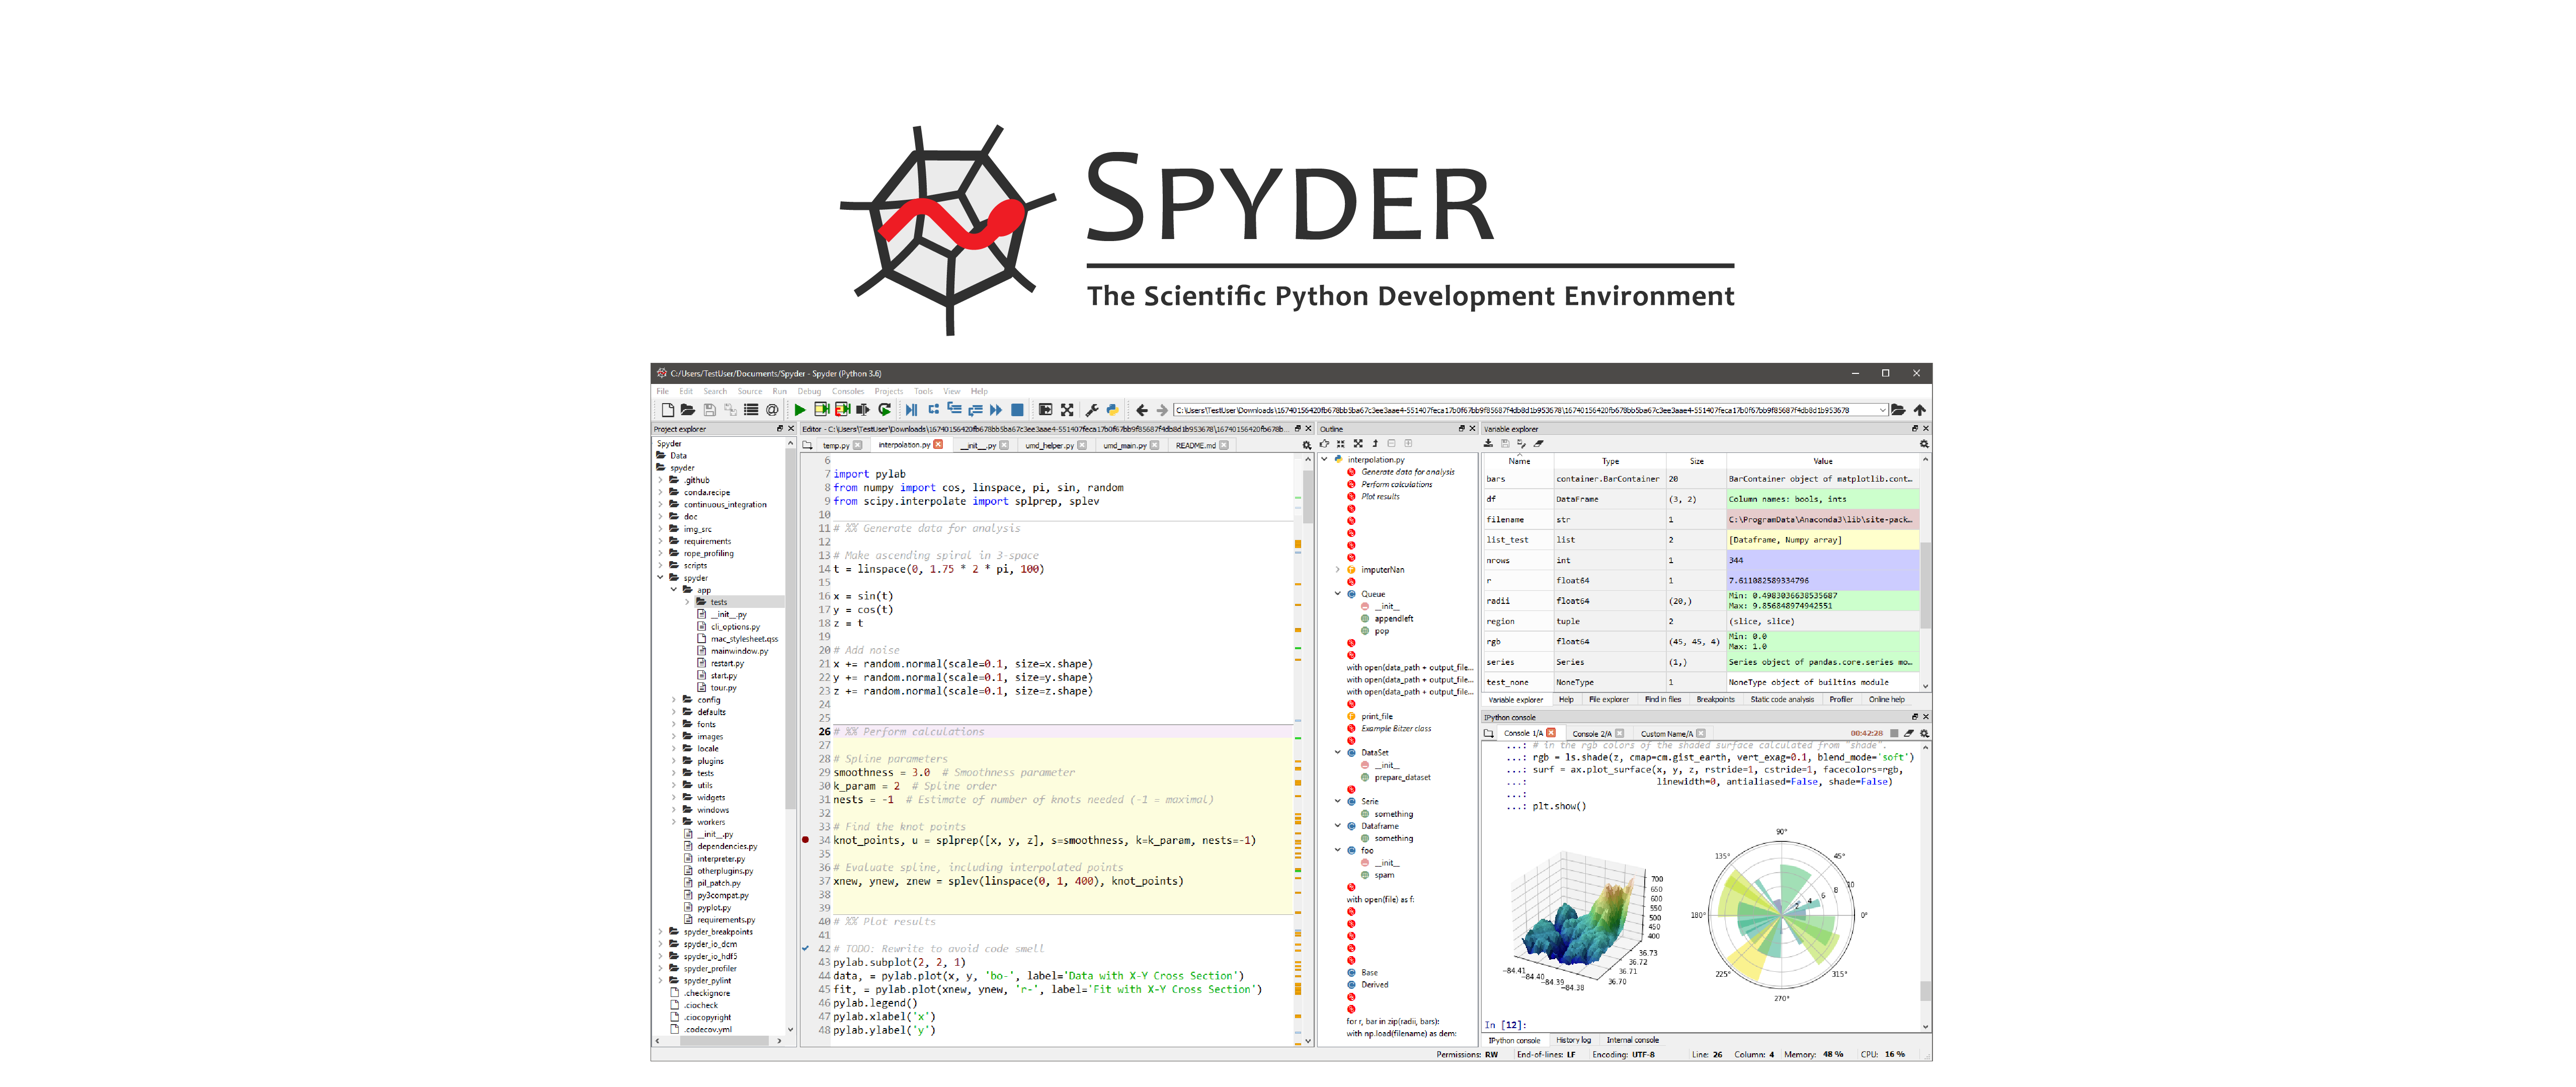 SPYDER
The Scientific Python Development Environment
C:/Users/TestUser/Documents/Spyder - Spyder (Python 3.6)
File Edit Search Source Run Debug Consoles Projects Tools View Help
C:\Users\TestUser\Downloads\16740156420fb678bb5ba67c3ee3aae4-551407feca17b0f67bb9f85687f4db8d1b953678\16740156420fb678bb5ba67c3ee3aae4-551407feca17b0f67bb9f85687f4db8d1b953678
Project explorer
Spyder
Data
spyder
.github
conda.recipe
continuous_integration
doc
img_src
requirements
rope_profiling
scripts
spyder
app
tests
__init__.py
cli_options.py
mac_stylesheet.qss
mainwindow.py
restart.py
start.py
tour.py
config
defaults
fonts
images
locale
plugins
tests
utils
widgets
windows
workers
__init__.py
dependencies.py
interpreter.py
otherplugins.py
pil_patch.py
py3compat.py
pyplot.py
requirements.py
spyder_breakpoints
spyder_io_dcm
spyder_io_hdf5
spyder_profiler
spyder_pylint
.checkignore
.ciocheck
.ciocopyright
.codecov.yml
Editor - C:\Users\TestUser\Downloads\16740156420fb678bb5ba67c3ee3aae4-551407feca17b0f67bb9f85687f4db8d1b953678\16740156420fb678b...
temp.py interpolation.py __init__.py umd_helper.py umd_main.py README.md
6
7 import pylab
8 from numpy import cos, linspace, pi, sin, random
9 from scipy.interpolate import splprep, splev
10
11 # %% Generate data for analysis
12
13 # Make ascending spiral in 3-space
14 t = linspace(0, 1.75 * 2 * pi, 100)
15
16 x = sin(t)
17 y = cos(t)
18 z = t
19
20 # Add noise
21 x += random.normal(scale=0.1, size=x.shape)
22 y += random.normal(scale=0.1, size=y.shape)
23 z += random.normal(scale=0.1, size=z.shape)
24
25
26 # %% Perform calculations
27
28 # Spline parameters
29 smoothness = 3.0 # Smoothness parameter
30 k_param = 2 # Spline order
31 nests = -1 # Estimate of number of knots needed (-1 = maximal)
32
33 # Find the knot points
34 knot_points, u = splprep([x, y, z], s=smoothness, k=k_param, nests=-1)
35
36 # Evaluate spline, including interpolated points
37 xnew, ynew, znew = splev(linspace(0, 1, 400), knot_points)
38
39
40 # %% Plot results
41
42 # TODO: Rewrite to avoid code smell
43 pylab.subplot(2, 2, 1)
44 data, = pylab.plot(x, y, 'bo-', label='Data with X-Y Cross Section')
45 fit, = pylab.plot(xnew, ynew, 'r-', label='Fit with X-Y Cross Section')
46 pylab.legend()
47 pylab.xlabel('x')
48 pylab.ylabel('y')
Outline
interpolation.py
Generate data for analysis
Perform calculations
Plot results
imputerNan
Queue
__init__
appendleft
pop
with open(data_path + output_file...
with open(data_path + output_file...
with open(data_path + output_file...
print_file
Example Bitzer class
DataSet
__init__
prepare_dataset
Serie
something
Dataframe
something
foo
__init__
spam
with open(file) as f:
Base
Derived
for r, bar in zip(radii, bars):
with np.load(filename) as dem:
Variable explorer
Name Type Size Value
bars container.BarContainer 20 BarContainer object of matplotlib.cont...
df DataFrame (3, 2) Column names: bools, ints
filename str 1 C:\ProgramData\Anaconda3\lib\site-pack...
list_test list 2 [Dataframe, Numpy array]
nrows int 1 344
r float64 1 7.611082589334796
radii float64 (20,) Min: 0.4983036638535687
Max: 9.856848974942551
region tuple 2 (slice, slice)
rgb float64 (45, 45, 4) Min: 0.0
Max: 1.0
series Series (1,) Series object of pandas.core.series mo...
test_none NoneType 1 NoneType object of builtins module
Variable explorer Help File explorer Find in files Breakpoints Static code analysis Profiler Online help
IPython console
Console 1/A Console 2/A Custom Name/A 00:42:28
...: # in the rgb colors of the shaded surface calculated from "shade".
...: rgb = ls.shade(z, cmap=cm.gist_earth, vert_exag=0.1, blend_mode='soft')
...: surf = ax.plot_surface(x, y, z, rstride=1, cstride=1, facecolors=rgb,
...: linewidth=0, antialiased=False, shade=False)
...:
...: plt.show()
700
650
600
550
500
450
400
36.73
36.72
36.71
36.70
−84.41
−84.40
−84.39
−84.38
90°
135° 45°
10
8
6
4
2
180° 0°
225° 315°
270°
In [12]:
IPython console History log Internal console
Permissions: RW End-of-lines: LF Encoding: UTF-8 Line: 26 Column: 4 Memory: 48 % CPU: 16 %